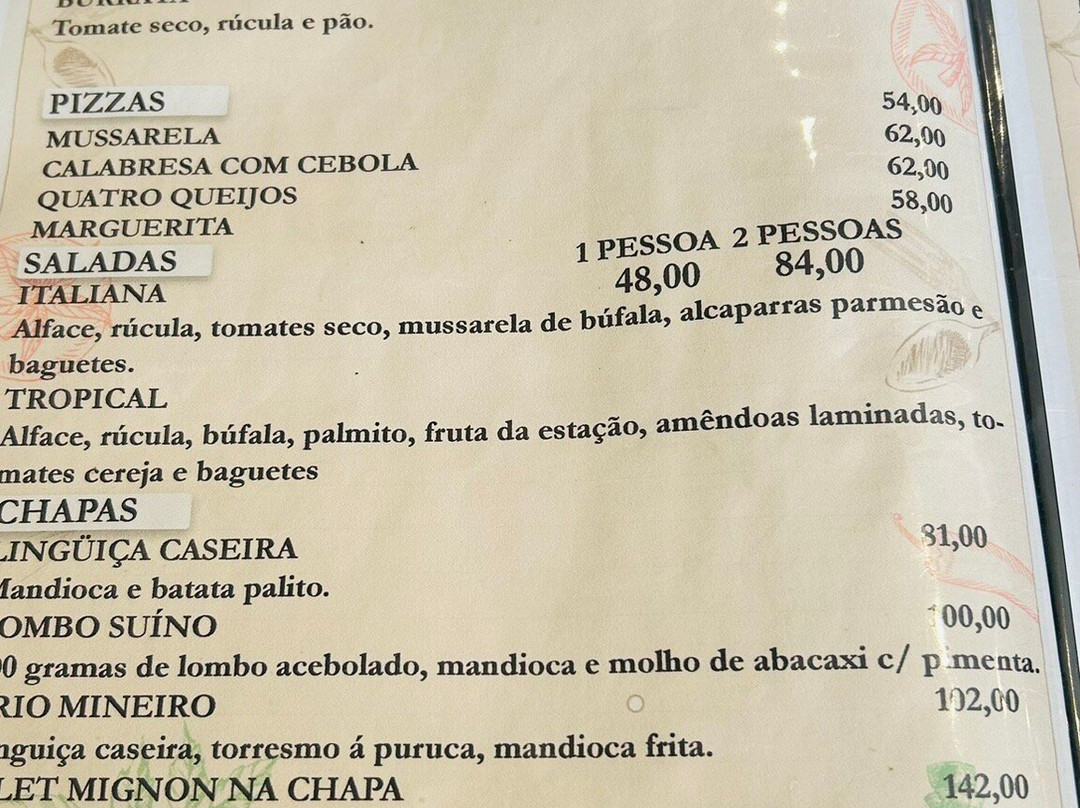 Tomate seco, rúcula e pão.
PIZZAS 54,00
MUSSARELA 62,00
CALABRESA COM CEBOLA 62,00
QUATRO QUEIJOS 58,00
MARGUERITA
SALADAS 1 PESSOA 2 PESSOAS
ITALIANA 48,00 84,00
Alface, rúcula, tomates seco, mussarela de búfala, alcaparras parmesão e
baguetes.
TROPICAL
Alface, rúcula, búfala, palmito, fruta da estação, amêndoas laminadas, to-
mates cereja e baguetes
CHAPAS
LINGÜIÇA CASEIRA 81,00
Mandioca e batata palito.
OMBO SUÍNO 100,00
00 gramas de lombo acebolado, mandioca e molho de abacaxi c/ pimenta.
RIO MINEIRO 102,00
nguiça caseira, torresmo á puruca, mandioca frita.
LET MIGNON NA CHAPA 142,00